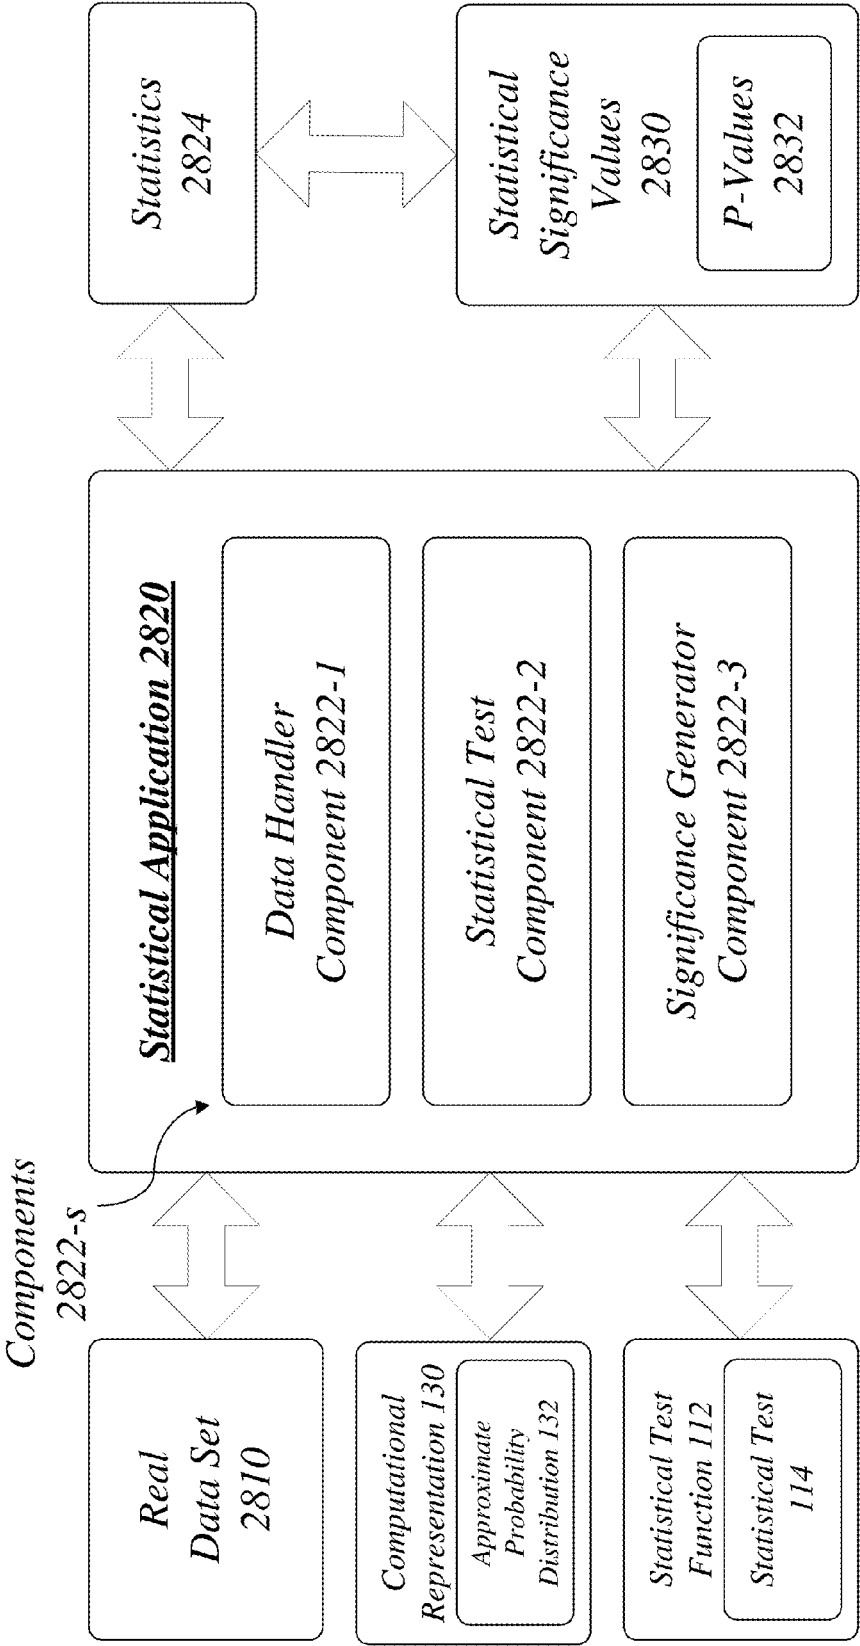 Components
2822-s
Real
Data Set
2810
Computational
Representation 130
Approximate
Probability
Distribution 132
Statistical Test
Function 112
Statistical Test
114
Statistical Application 2820
Data Handler
Component 2822-1
Statistical Test
Component 2822-2
Significance Generator
Component 2822-3
Statistics
2824
Statistical
Significance
Values
2830
P-Values
2832